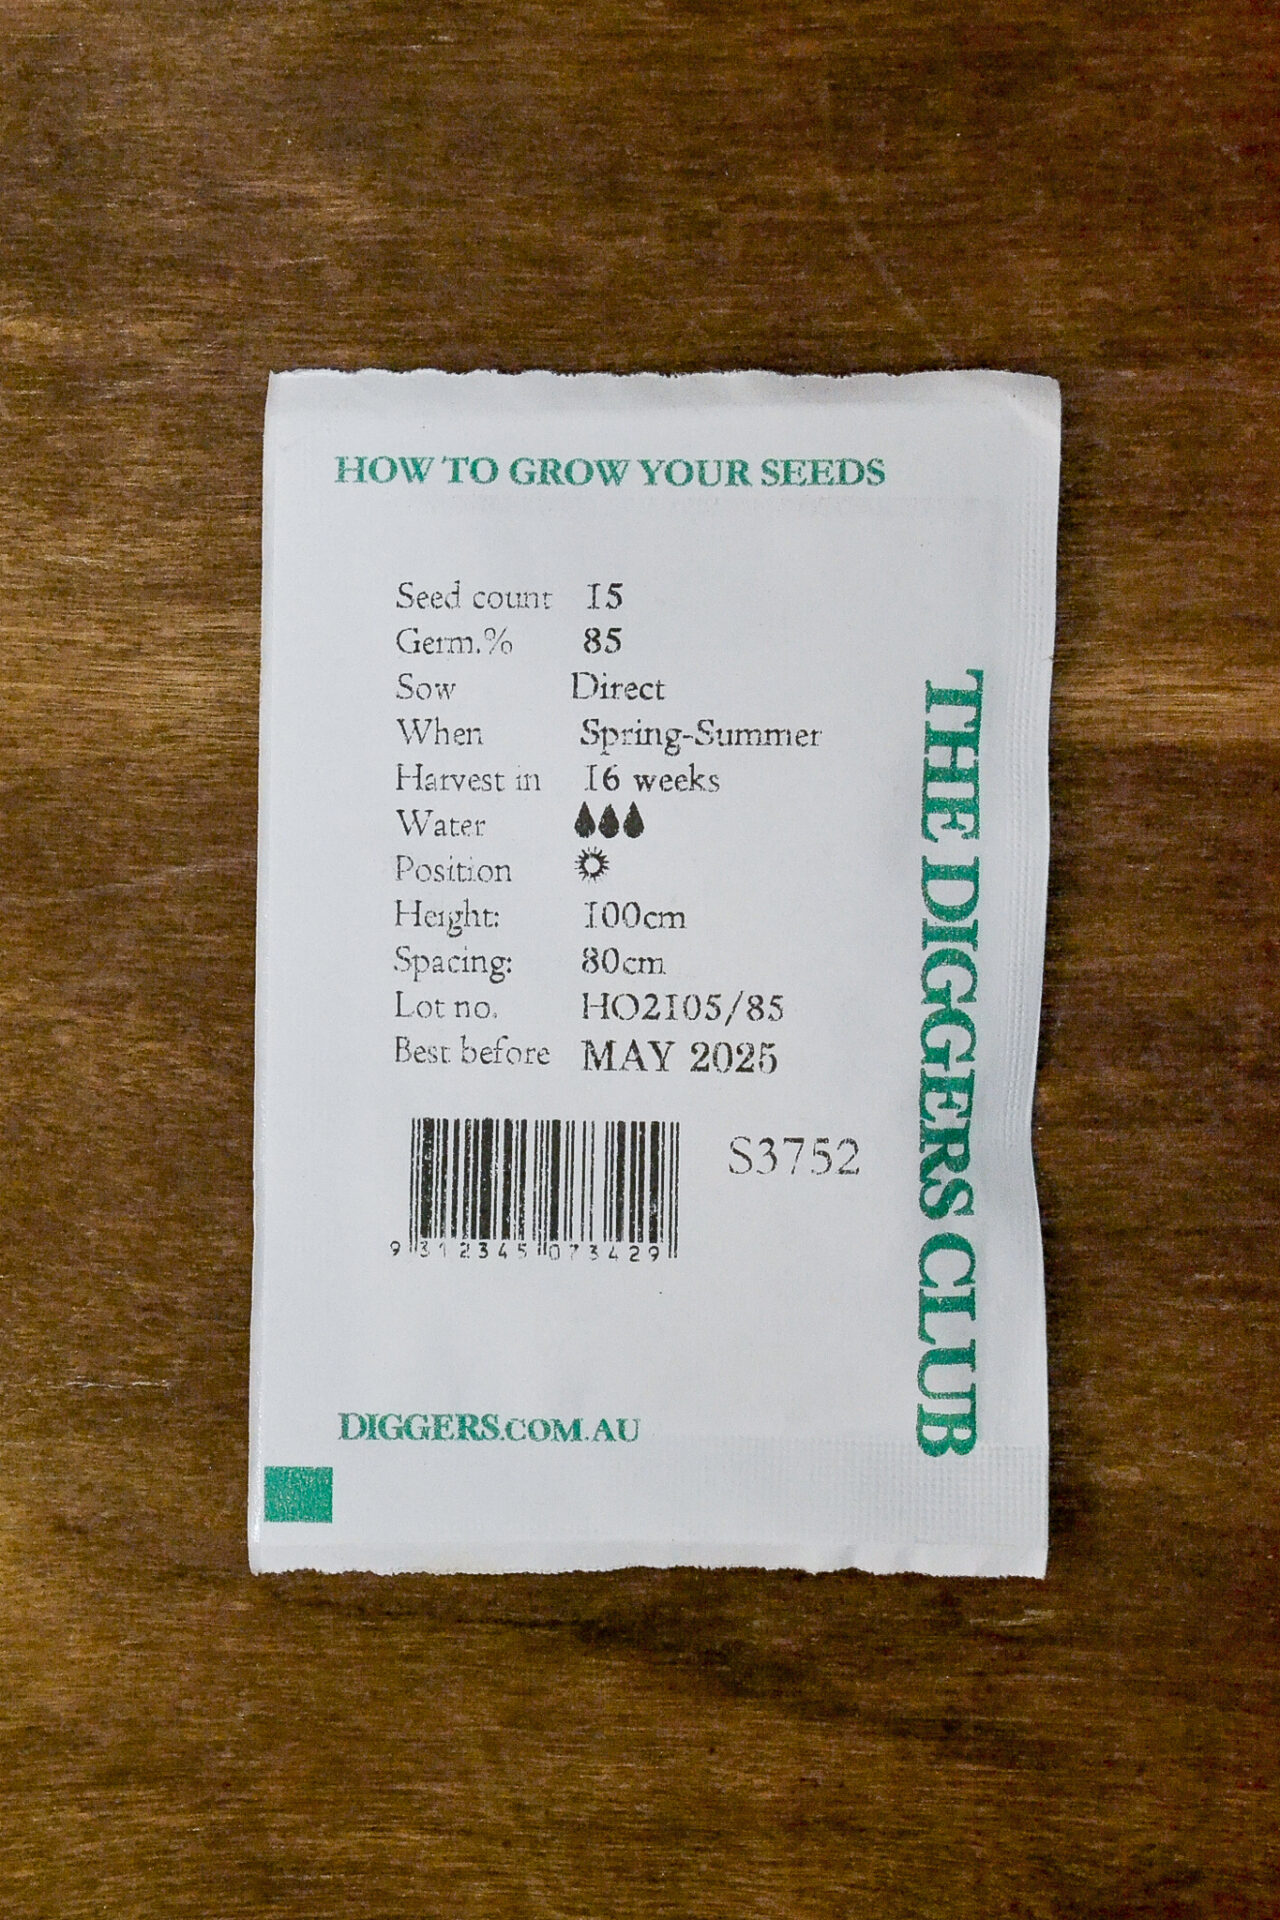 HOW TO GROW YOUR SEEDS
Seed count 15
Germ.% 85
Sow Direct
When Spring-Summer
Harvest in 16 weeks
Water
Position
Height: 100cm
Spacing: 80cm
Lot no. HO2105/85
Best before MAY 2025
S3752
9 312345 073429
DIGGERS.COM.AU
THE DIGGERS CLUB